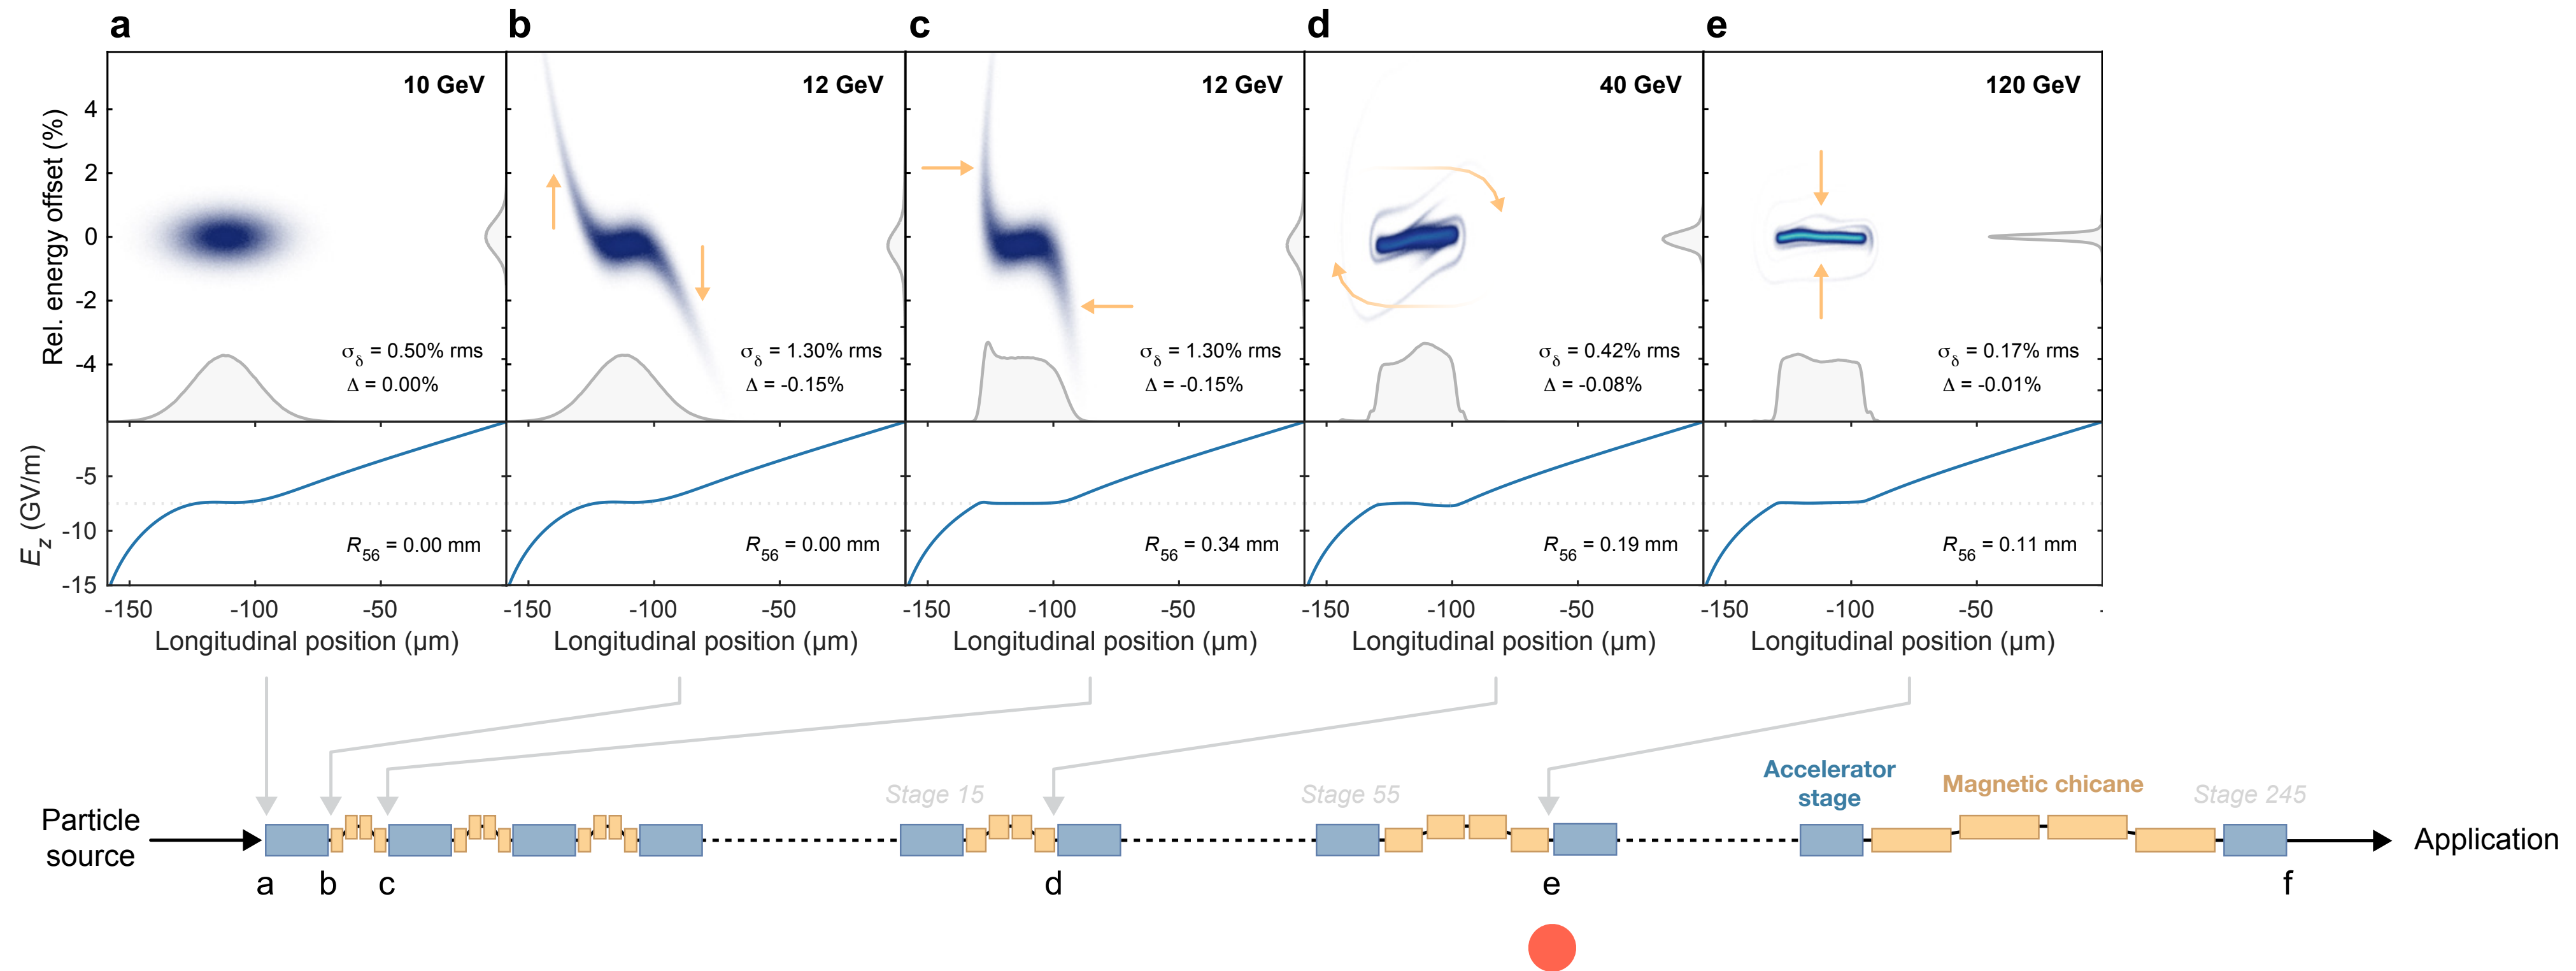 a b c d e
10 GeV 12 GeV 12 GeV 40 GeV 120 GeV
Rel. energy offset (%)
4
2
0
-2
-4
σδ = 0.50% rms
Δ = 0.00%
σδ = 1.30% rms
Δ = -0.15%
σδ = 1.30% rms
Δ = -0.15%
σδ = 0.42% rms
Δ = -0.08%
σδ = 0.17% rms
Δ = -0.01%
Ez (GV/m)
-5
-10
-15
R56 = 0.00 mm
R56 = 0.00 mm
R56 = 0.34 mm
R56 = 0.19 mm
R56 = 0.11 mm
-150 -100 -50 -150 -100 -50 -150 -100 -50 -150 -100 -50 -150 -100 -50
Longitudinal position (μm) Longitudinal position (μm) Longitudinal position (μm) Longitudinal position (μm) Longitudinal position (μm)
Particle
source
Stage 15
Stage 55
Accelerator
stage
Magnetic chicane
Stage 245
Application
a b c d e f